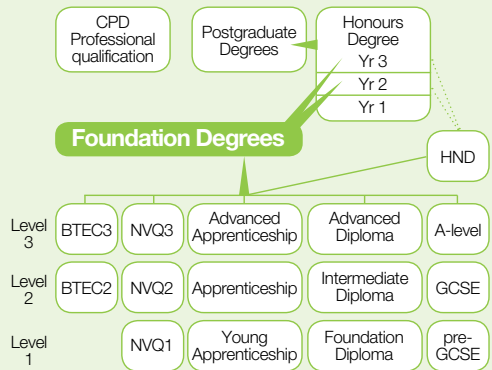 CPD
Professional
qualification
Postgraduate
Degrees
Honours
Degree
Yr 3
Yr 2
Yr 1
Foundation Degrees
HND
Level
3
BTEC3
NVQ3
Advanced
Apprenticeship
Advanced
Diploma
A-level
Level
2
BTEC2
NVQ2
Apprenticeship
Intermediate
Diploma
GCSE
Level
1
NVQ1
Young
Apprenticeship
Foundation
Diploma
pre-
GCSE